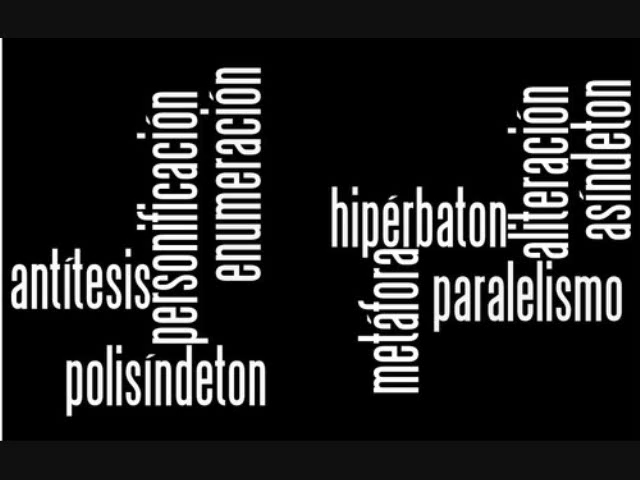 antítesis
personificación
enumeración
polisíndeton
hipérbaton
metáfora
aliteración
asíndeton
paralelismo